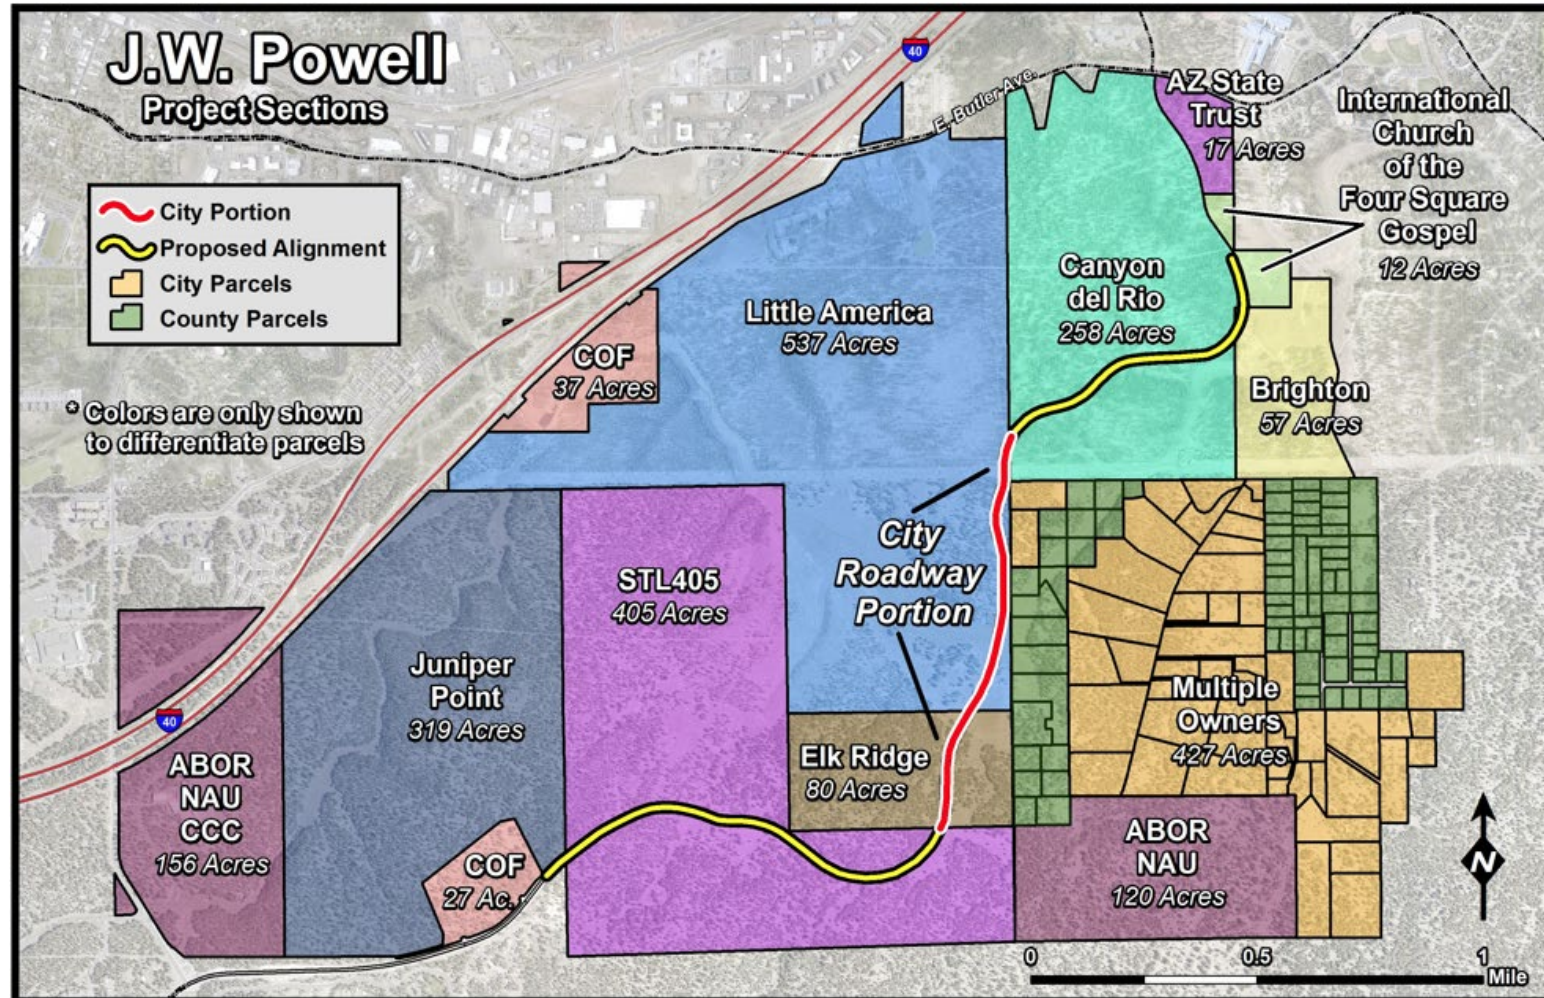 J.W. Powell
Project Sections
City Portion
Proposed Alignment
City Parcels
County Parcels
* Colors are only shown
to differentiate parcels
40
E. Butler Ave.
AZ State
Trust
17 Acres
International
Church
of the
Four Square
Gospel
12 Acres
Canyon
del Rio
258 Acres
Little America
537 Acres
COF
37 Acres
Brighton
57 Acres
City
Roadway
Portion
STL405
405 Acres
Juniper
Point
319 Acres
Multiple
Owners
427 Acres
40
Elk Ridge
80 Acres
ABOR
NAU
CCC
156 Acres
COF
27 Ac.
ABOR
NAU
120 Acres
N
0 0.5 1
Mile